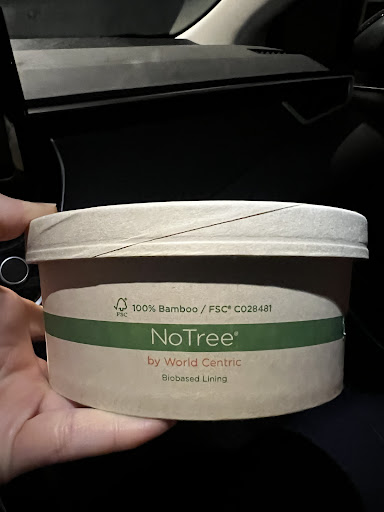 FSC
100% Bamboo / FSC® C028481
NoTree®
by World Centric
Biobased Lining